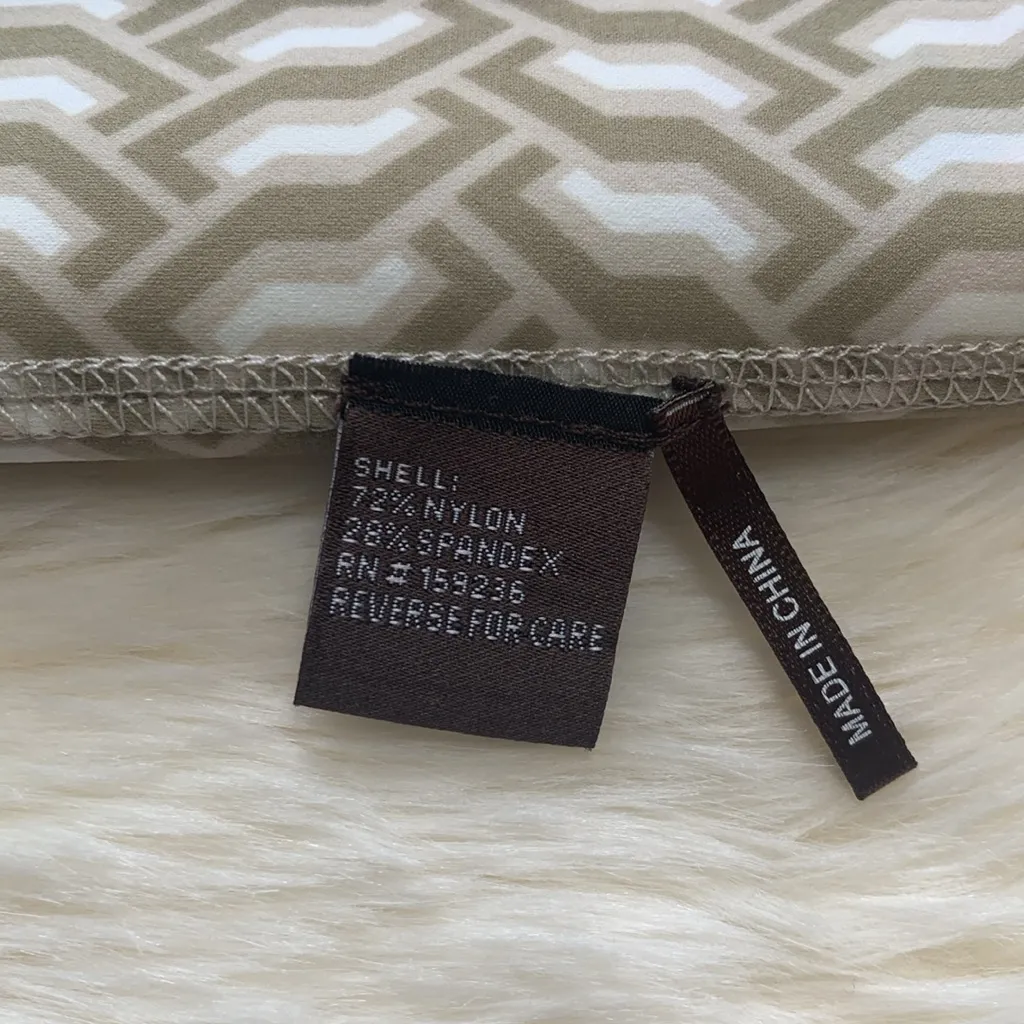 SHELL:
72% NYLON
28% SPANDEX
RN # 159236
REVERSE FOR CARE
MADE IN CHINA